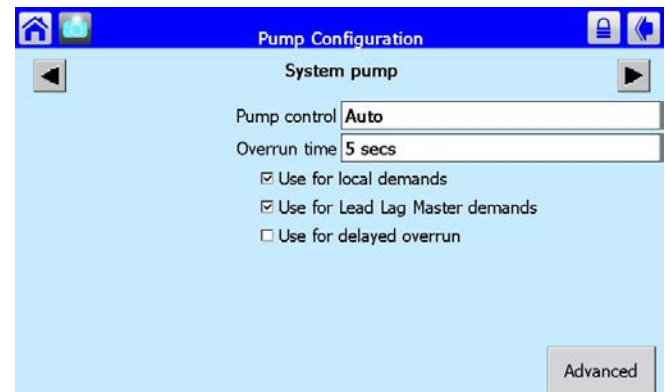 Pump Configuration
System pump
Pump control Auto
Overrun time 5 secs
Use for local demands
Use for Lead Lag Master demands
Use for delayed overrun
Advanced